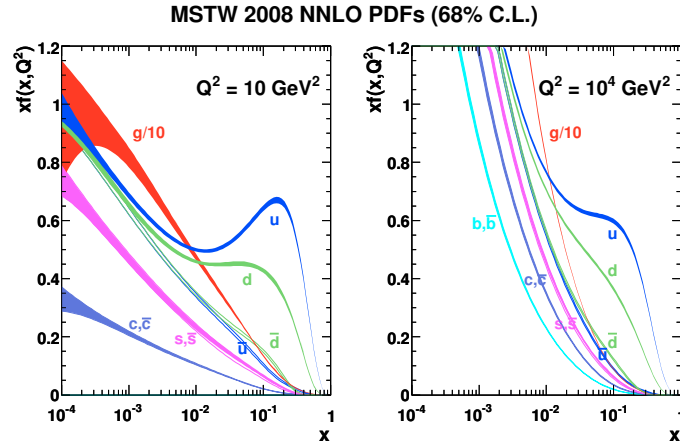 MSTW 2008 NNLO PDFs (68% C.L.)
xf(x,Q²)
1.2
1
0.8
0.6
0.4
0.2
0
Q² = 10 GeV²
g/10
u
d
c,c̅
s,s̅
u̅
d̅
10⁻⁴
10⁻³
10⁻²
10⁻¹
1
x
xf(x,Q²)
1.2
1
0.8
0.6
0.4
0.2
0
Q² = 10⁴ GeV²
g/10
b,b̅
u
d
c,c̅
s,s̅
d̅
u̅
10⁻⁴
10⁻³
10⁻²
10⁻¹
1
x